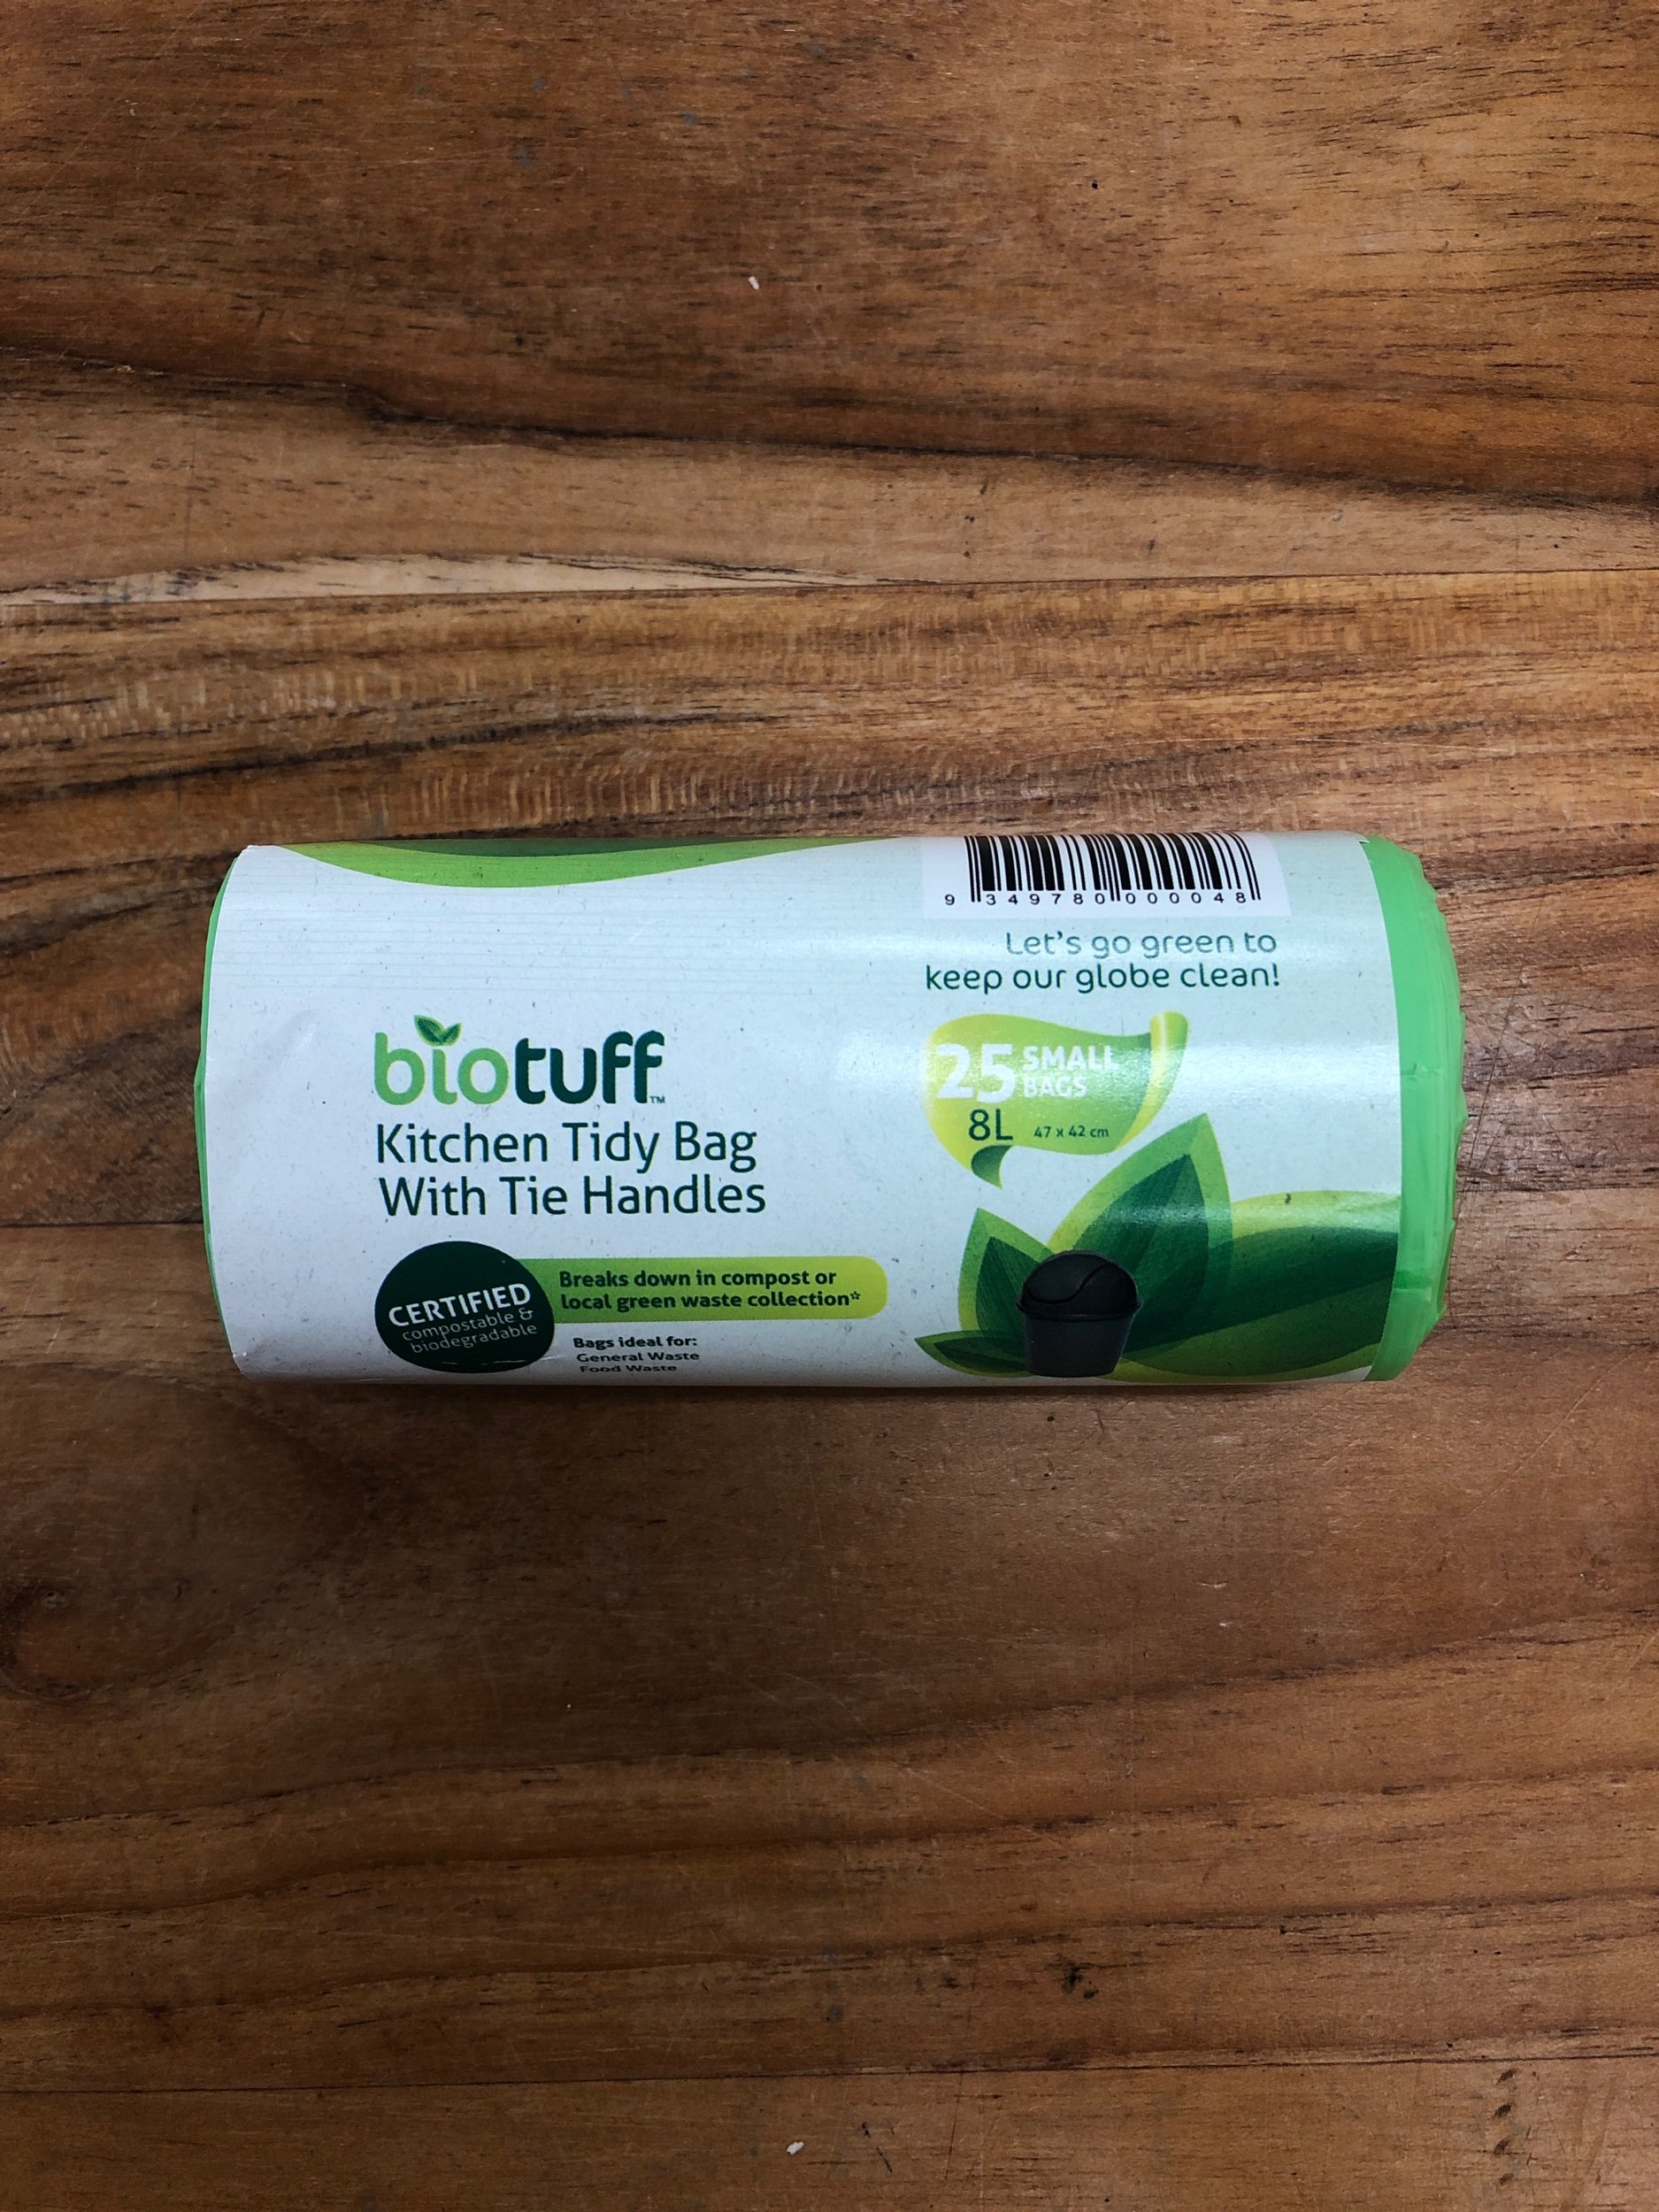 9 349780 000048
Let's go green to
keep our globe clean!
biotuff™
Kitchen Tidy Bag
With Tie Handles
25 SMALL
BAGS
8L 47 x 42 cm
CERTIFIED
compostable &
biodegradable
Breaks down in compost or
local green waste collection*
Bags ideal for:
General Waste
Food Waste